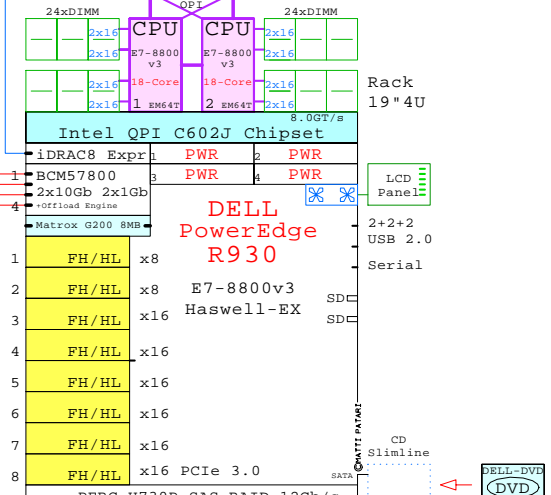 QPI
24xDIMM
24xDIMM
CPU
CPU
2x16
2x16
2x16
2x16
E7-8800
v3
E7-8800
v3
18-Core
18-Core
2x16
2x16
2x16
2x16
1 EM64T
2 EM64T
Rack
19"4U
8.0GT/s
Intel QPI C602J Chipset
iDRAC8 Expr
1 PWR
2 PWR
1
BCM57800
3 PWR
4 PWR
2x10Gb 2x1Gb
4
+Offload Engine
LCD
Panel
Matrox G200 8MB
DELL
PowerEdge
R930
2+2+2
USB 2.0
Serial
1 FH/HL x8
2 FH/HL x8
E7-8800v3
Haswell-EX
SD
SD
3 FH/HL x16
4 FH/HL x16
5 FH/HL x16
6 FH/HL x16
7 FH/HL x16
8 FH/HL x16 PCIe 3.0
©MATTI PATARI
CD
Slimline
SATA
DELL-DVD
DVD